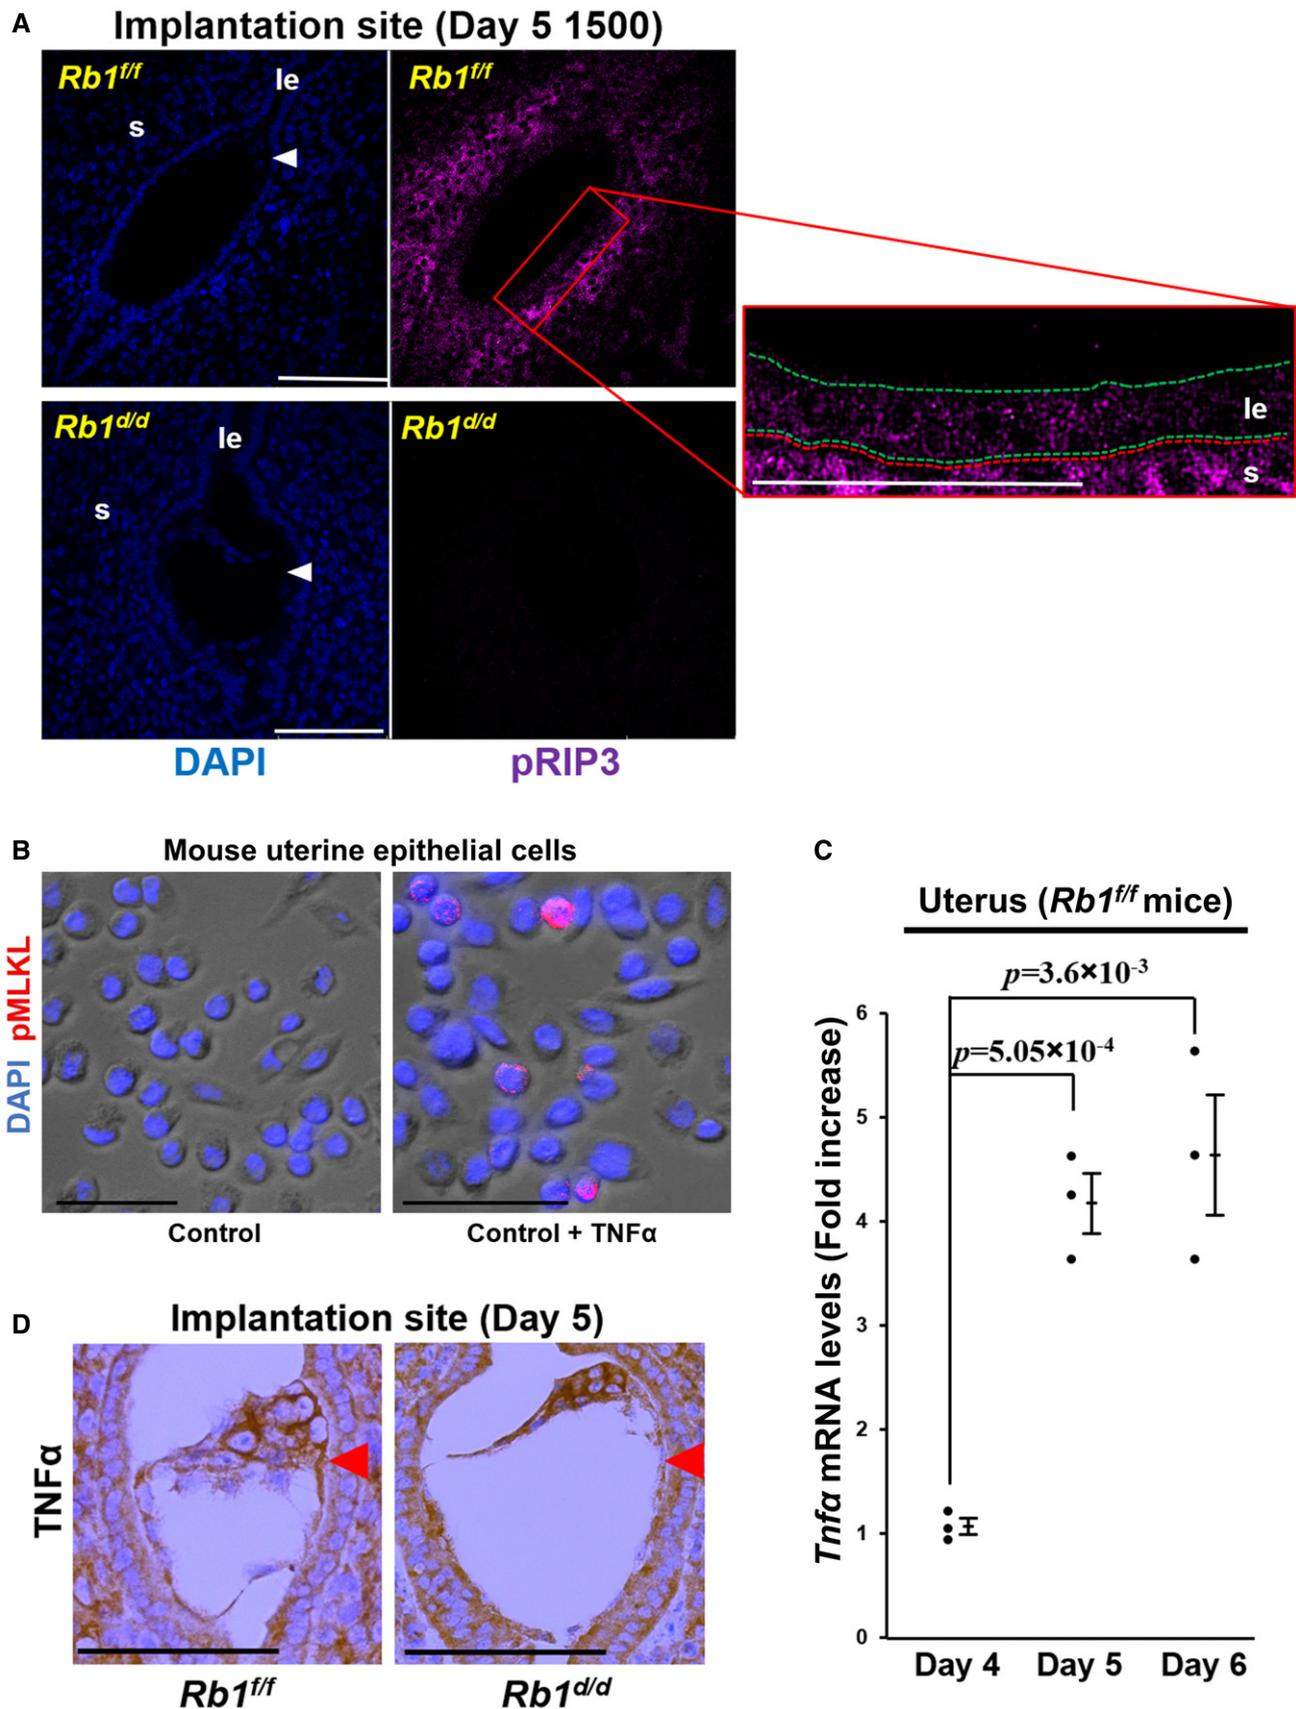 A
Implantation site (Day 5 1500)
Rb1f/f
le
s
Rb1f/f
le
s
Rb1d/d
le
s
Rb1d/d
DAPI
pRIP3
B
Mouse uterine epithelial cells
DAPI pMLKL
Control
Control + TNFα
C
Uterus (Rb1f/f mice)
p=3.6×10-3
p=5.05×10-4
Tnfα mRNA levels (Fold increase)
6
5
4
3
2
1
0
Day 4 Day 5 Day 6
D
Implantation site (Day 5)
TNFα
Rb1f/f
Rb1d/d